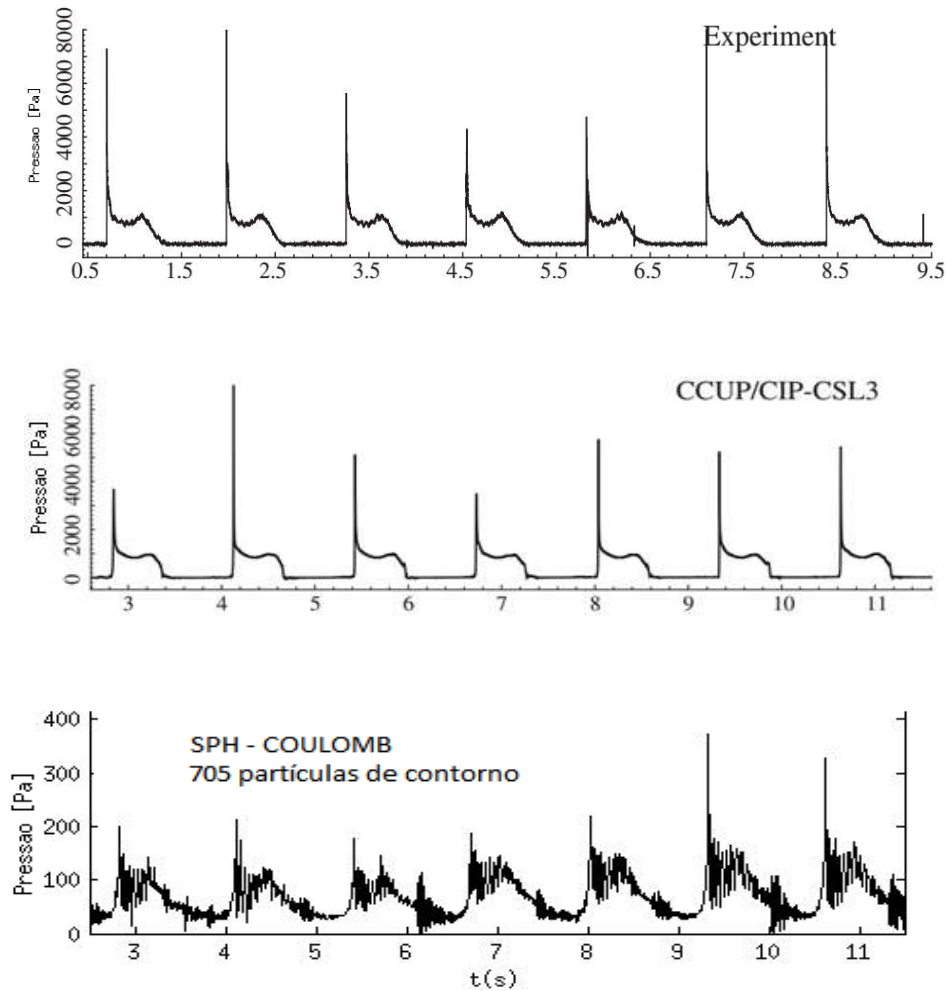 Experiment
Pressao [Pa]
8000
6000
4000
2000
0
0.5 1.5 2.5 3.5 4.5 5.5 6.5 7.5 8.5 9.5
CCUP/CIP-CSL3
Pressao [Pa]
8000
6000
4000
2000
0
3 4 5 6 7 8 9 10 11
SPH - COULOMB
705 partículas de contorno
Pressao [Pa]
400
300
200
100
0
3 4 5 6 7 8 9 10 11
t(s)